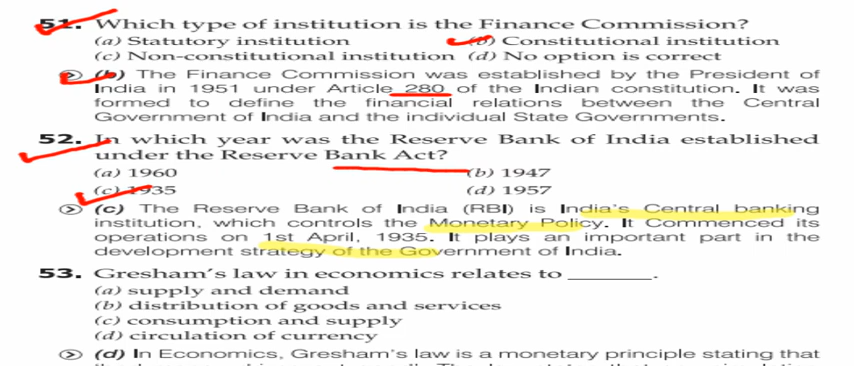 51. Which type of institution is the Finance Commission?
(a) Statutory institution (b) Constitutional institution
(c) Non-constitutional institution (d) No option is correct
(b) The Finance Commission was established by the President of
India in 1951 under Article 280 of the Indian constitution. It was
formed to define the financial relations between the Central
Government of India and the individual State Governments.
52. In which year was the Reserve Bank of India established
under the Reserve Bank Act?
(a) 1960 (b) 1947
(c) 1935 (d) 1957
(c) The Reserve Bank of India (RBI) is India's Central banking
institution, which controls the Monetary Policy. It Commenced its
operations on 1st April, 1935. It plays an important part in the
development strategy of the Government of India.
53. Gresham's law in economics relates to ________.
(a) supply and demand
(b) distribution of goods and services
(c) consumption and supply
(d) circulation of currency
(d) In Economics, Gresham's law is a monetary principle stating that